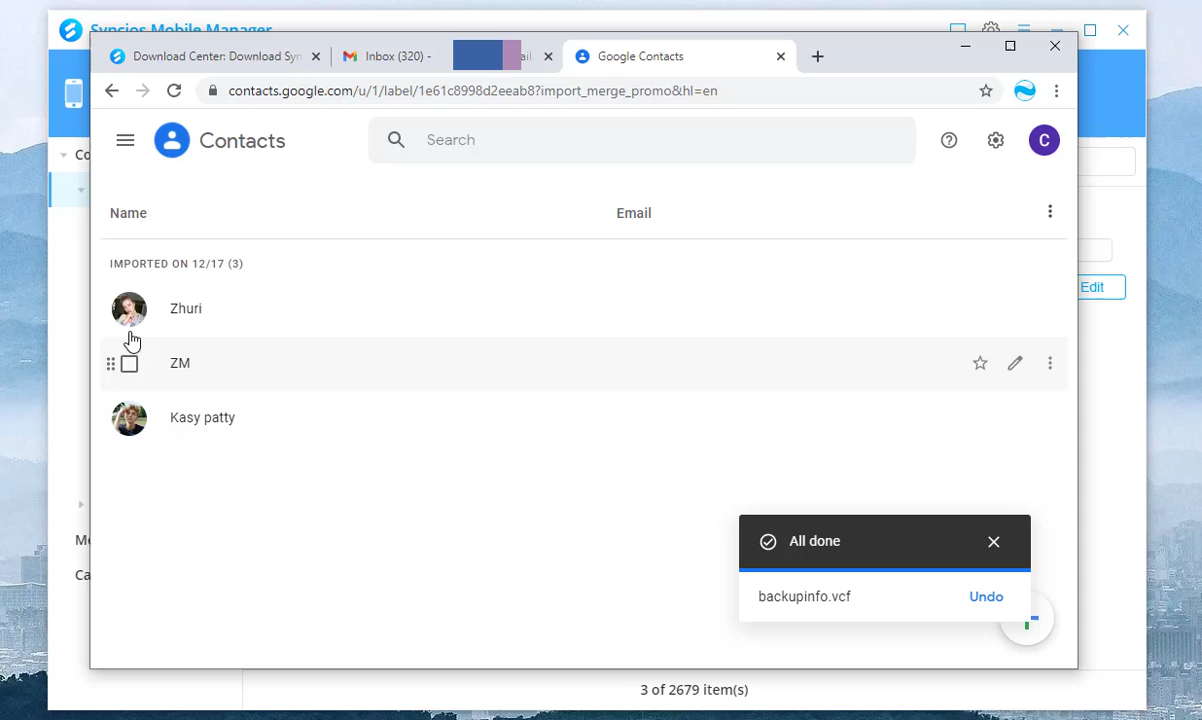 Syncios Mobile Manager
Download Center: Download Syn
Inbox (320) -
ail.
Google Contacts
contacts.google.com/u/1/label/1e61c8998d2eeab8?import_merge_promo&hl=en
Contacts
Search
C
Co
Name
Email
IMPORTED ON 12/17 (3)
Zhuri
Edit
ZM
Kasy patty
All done
Me
Ca
backupinfo.vcf
Undo
3 of 2679 item(s)